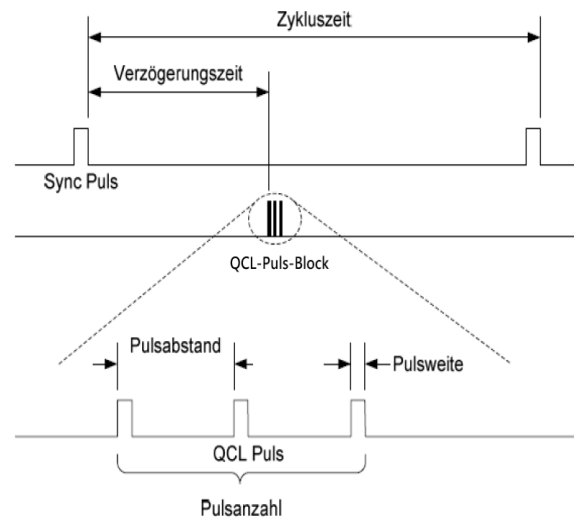 Zykluszeit
Verzögerungszeit
Sync Puls
QCL-Puls-Block
Pulsabstand
Pulsweite
QCL Puls
Pulsanzahl